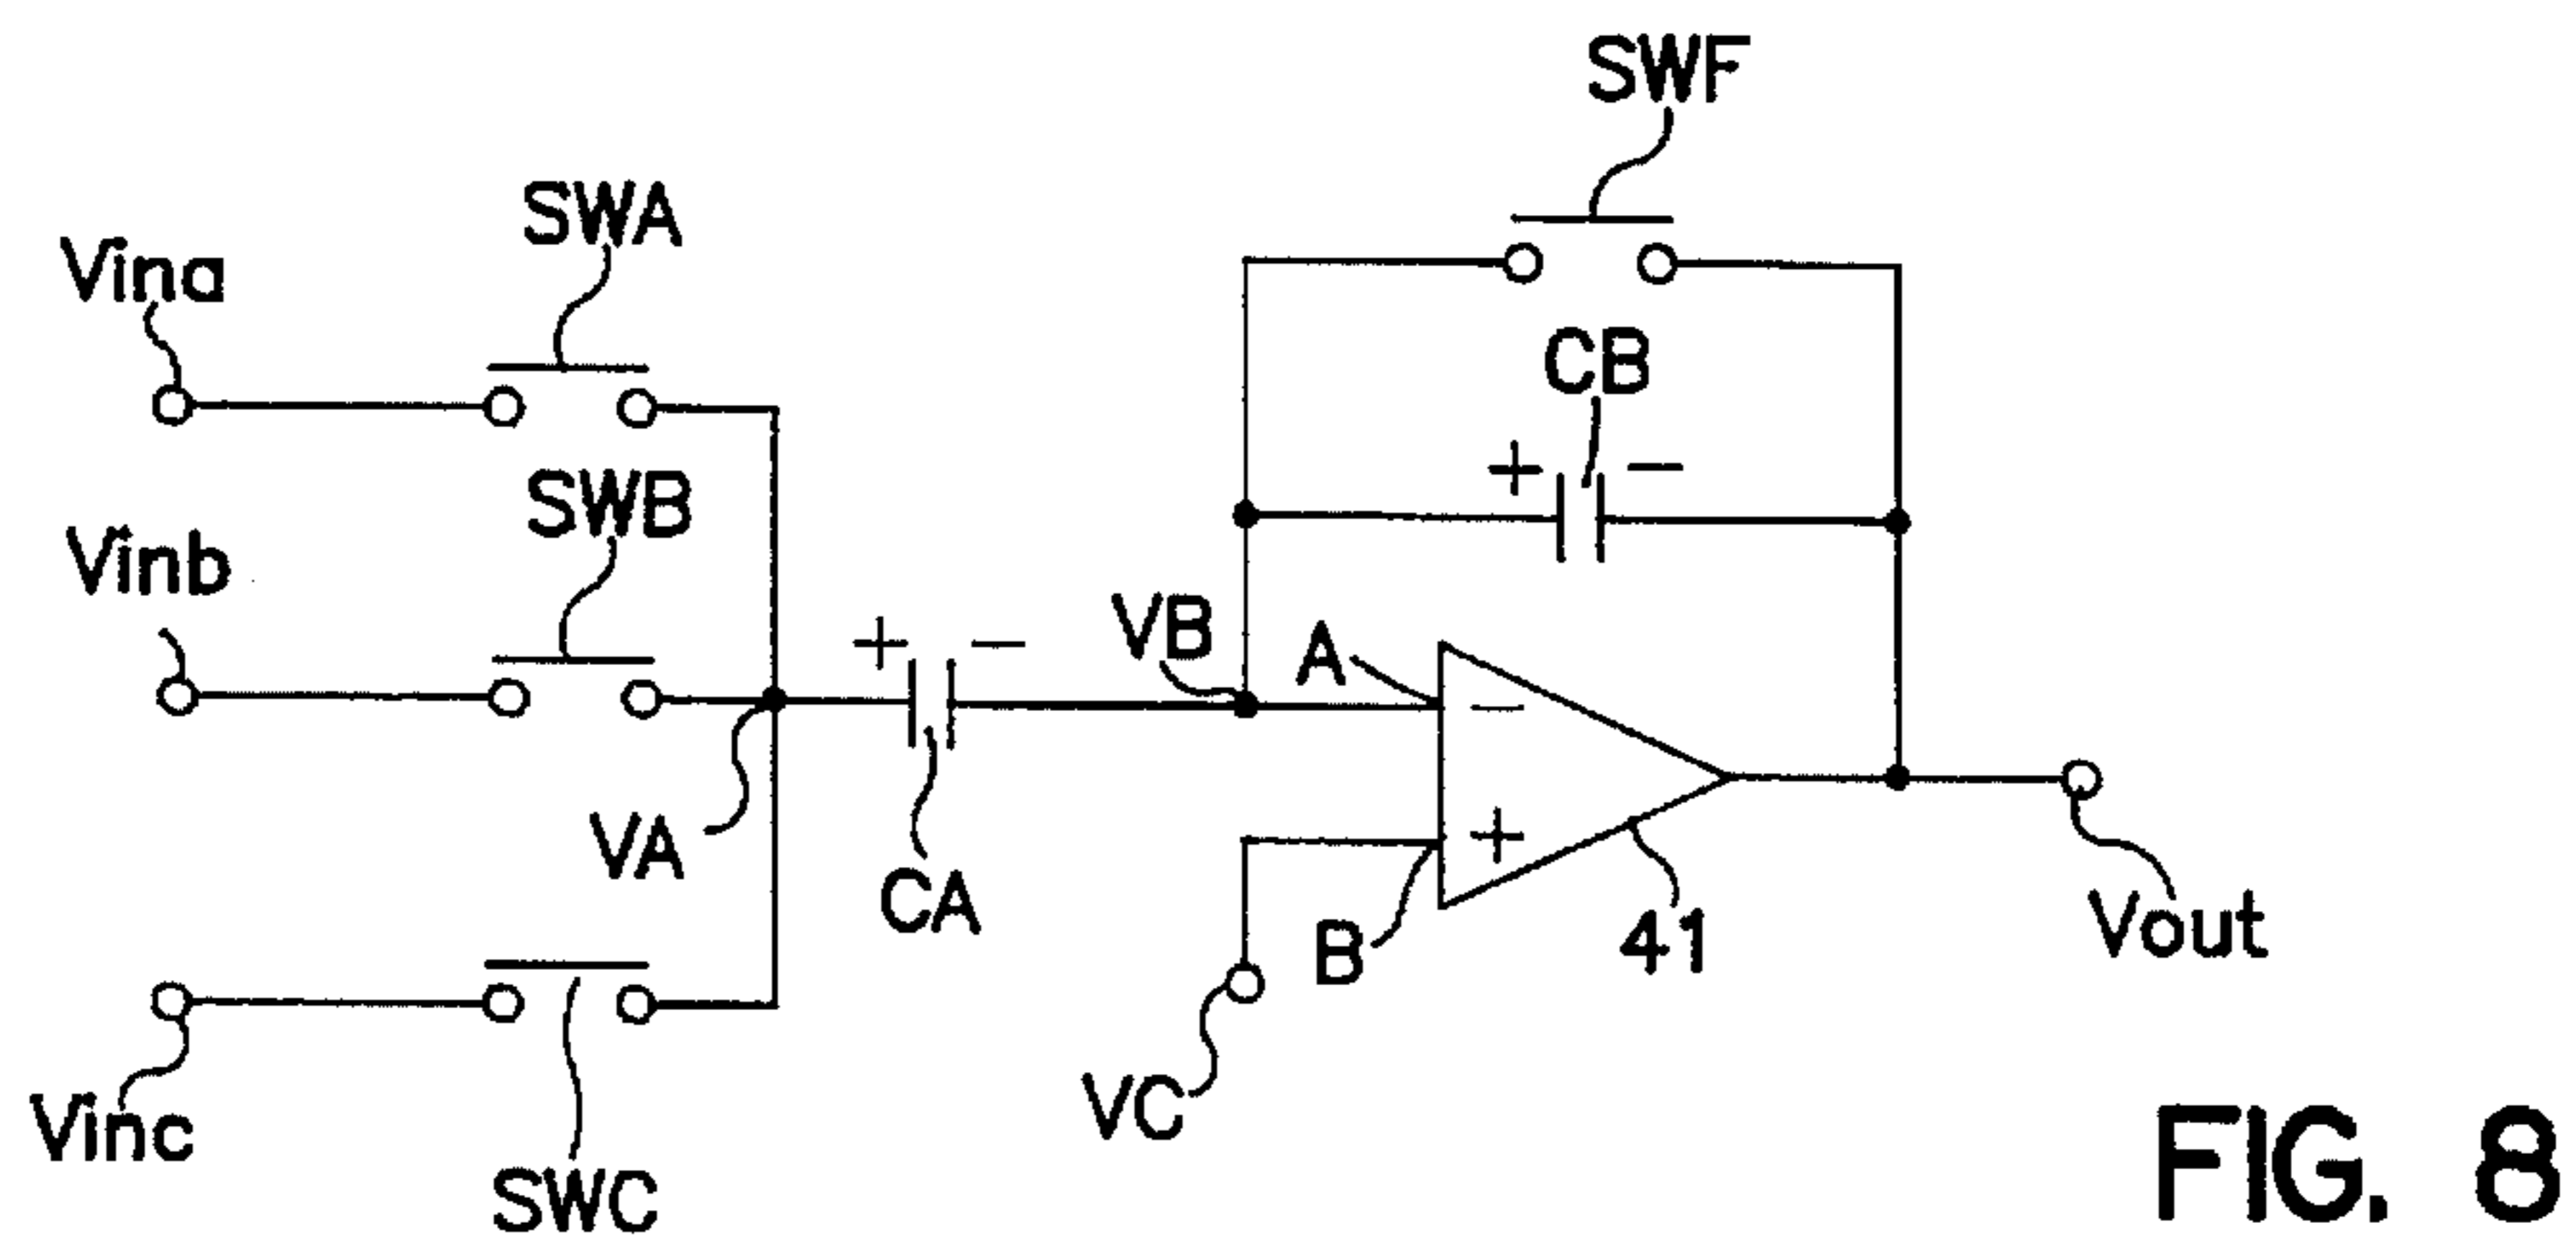 SWF
SWA
Vina
CB
+ −
SWB
Vinb
+ −
VB
A
−
VA
CA
+
B
41
Vout
VC
Vinc
SWC
FIG. 8